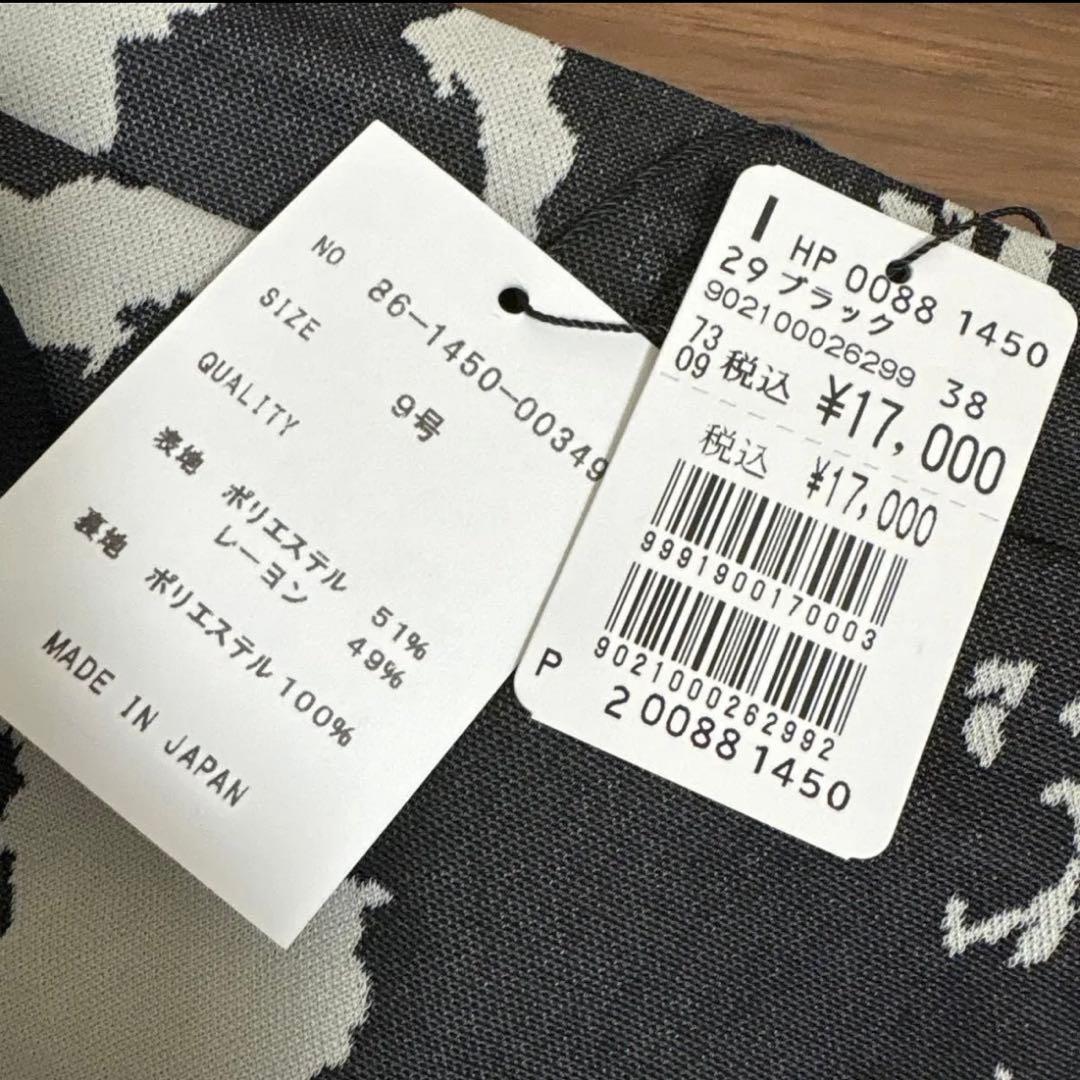 NO 86-1450-00349
SIZE 9号
QUALITY
表地 ポリエステル 51%
レーヨン 49%
裏地 ポリエステル100%
MADE IN JAPAN
I HP 0088 1450
29 ブラック
902100026299 38
73
09 税込 ¥17,000
税込 ¥17,000
9991900170003
9021000262992
P 2 0088 1450